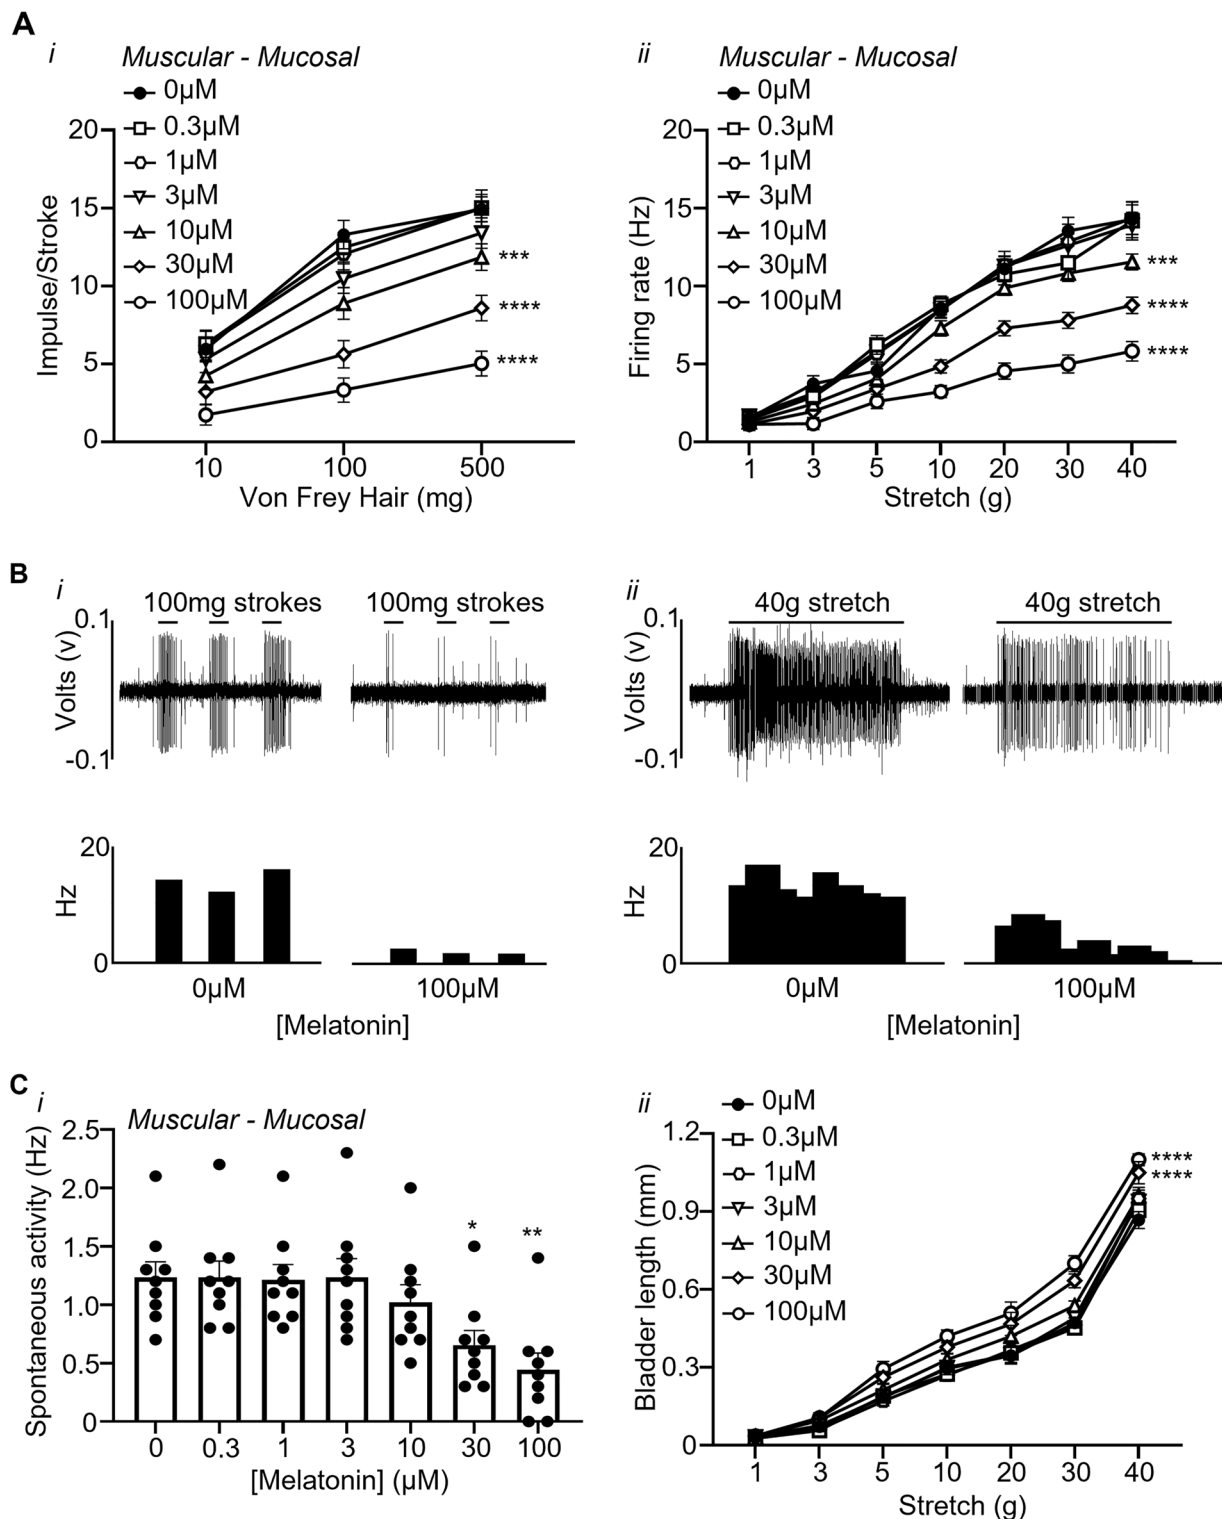 A
i
Muscular - Mucosal
0µM
0.3µM
1µM
3µM
10µM
30µM
100µM
20
15
10
5
0
Impulse/Stroke
***
****
****
10 100 500
Von Frey Hair (mg)
ii
Muscular - Mucosal
0µM
0.3µM
1µM
3µM
10µM
30µM
100µM
20
15
10
5
0
Firing rate (Hz)
***
****
****
1 3 5 10 20 30 40
Stretch (g)
B
i
100mg strokes 100mg strokes
0.1
Volts (v)
-0.1
20
Hz
0
0µM 100µM
[Melatonin]
ii
40g stretch 40g stretch
0.1
Volts (v)
-0.1
20
Hz
0
0µM 100µM
[Melatonin]
C
i
Muscular - Mucosal
2.5
2.0
1.5
1.0
0.5
0
Spontaneous activity (Hz)
*
**
0 0.3 1 3 10 30 100
[Melatonin] (µM)
ii
0µM
0.3µM
1µM
3µM
10µM
30µM
100µM
1.2
0.9
0.6
0.3
0
Bladder length (mm)
****
****
1 3 5 10 20 30 40
Stretch (g)